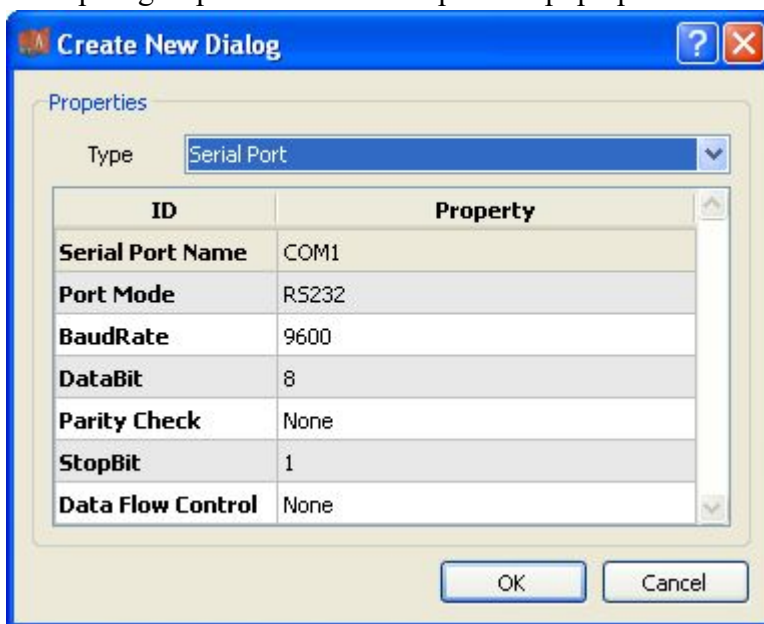 Create New Dialog
Properties
Type Serial Port
ID Property
Serial Port Name COM1
Port Mode RS232
BaudRate 9600
DataBit 8
Parity Check None
StopBit 1
Data Flow Control None
OK Cancel